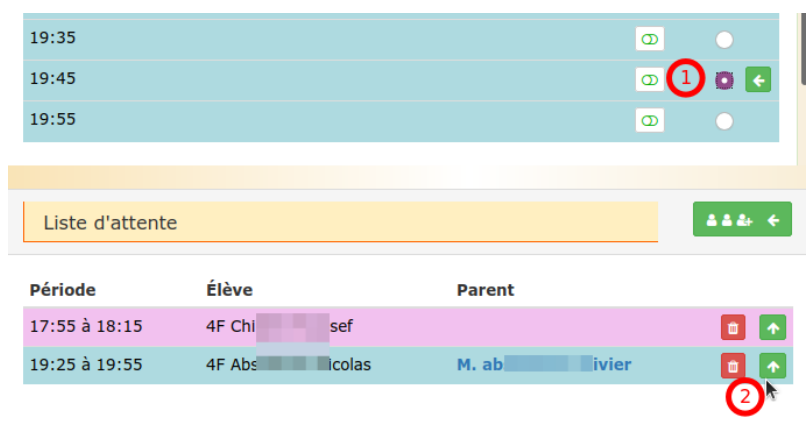 19:35
19:45 1
19:55
Liste d'attente
Période Élève Parent
17:55 à 18:15 4F Chi sef
19:25 à 19:55 4F Abs icolas M. ab ivier
2